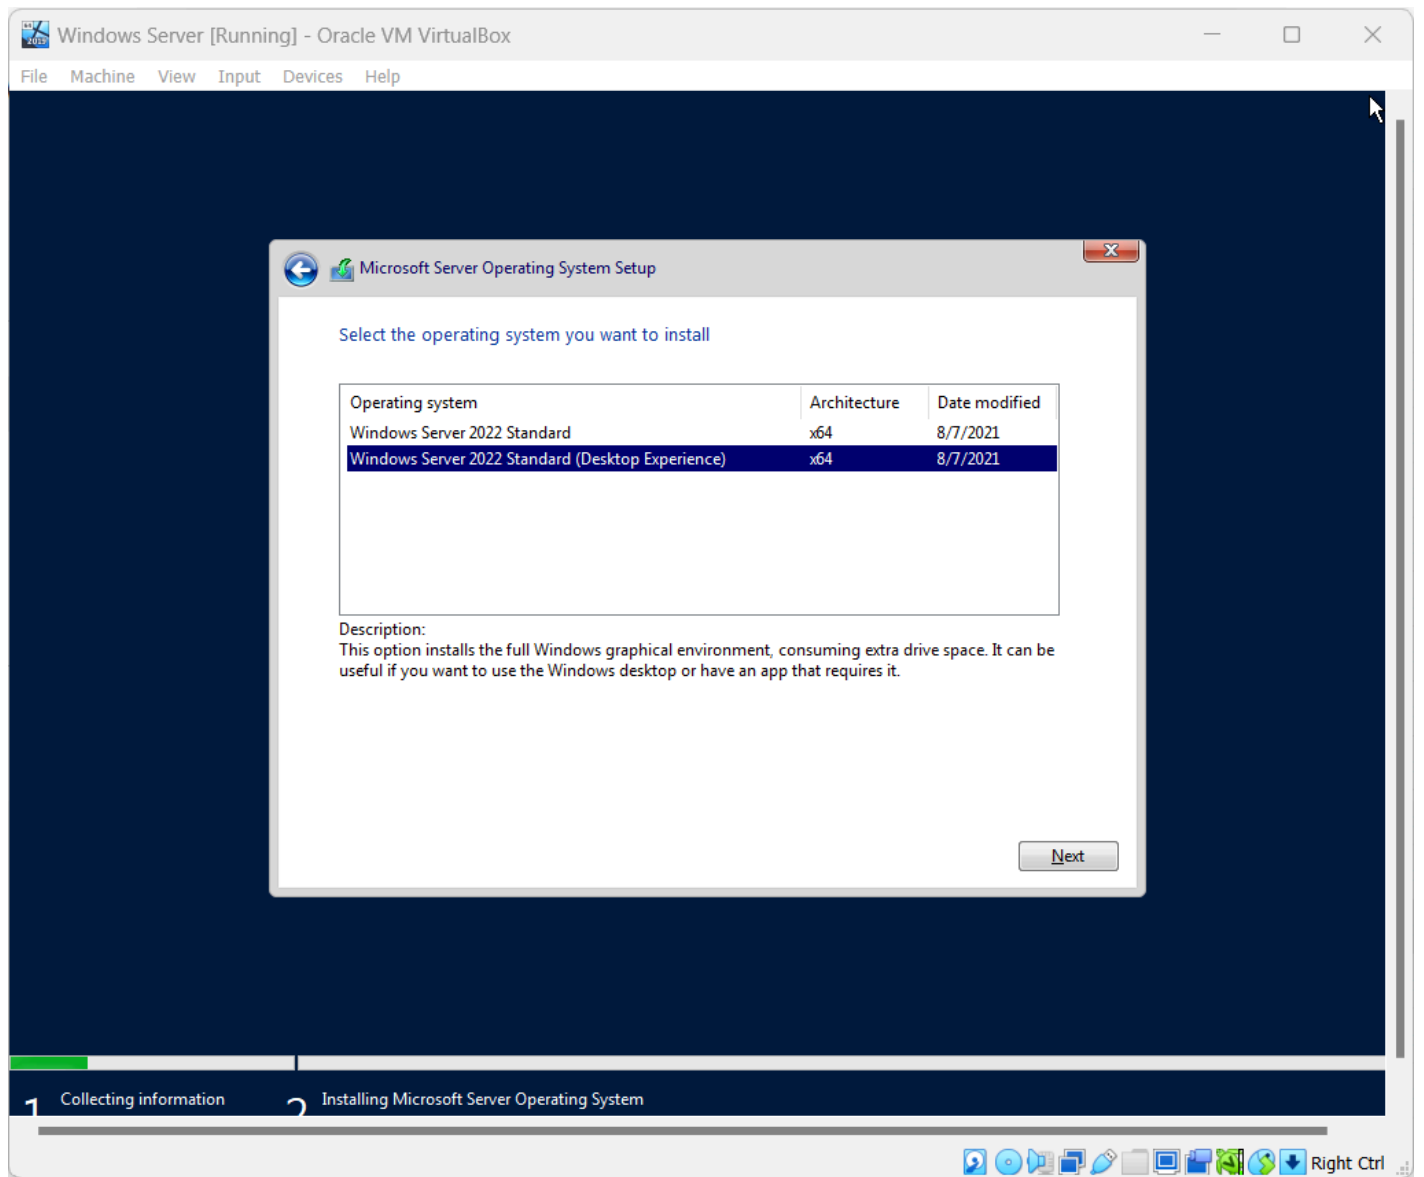 Windows Server [Running] - Oracle VM VirtualBox
File Machine View Input Devices Help
Microsoft Server Operating System Setup
Select the operating system you want to install
Operating system Architecture Date modified
Windows Server 2022 Standard x64 8/7/2021
Windows Server 2022 Standard (Desktop Experience) x64 8/7/2021
Description:
This option installs the full Windows graphical environment, consuming extra drive space. It can be
useful if you want to use the Windows desktop or have an app that requires it.
Next
1 Collecting information 2 Installing Microsoft Server Operating System
Right Ctrl